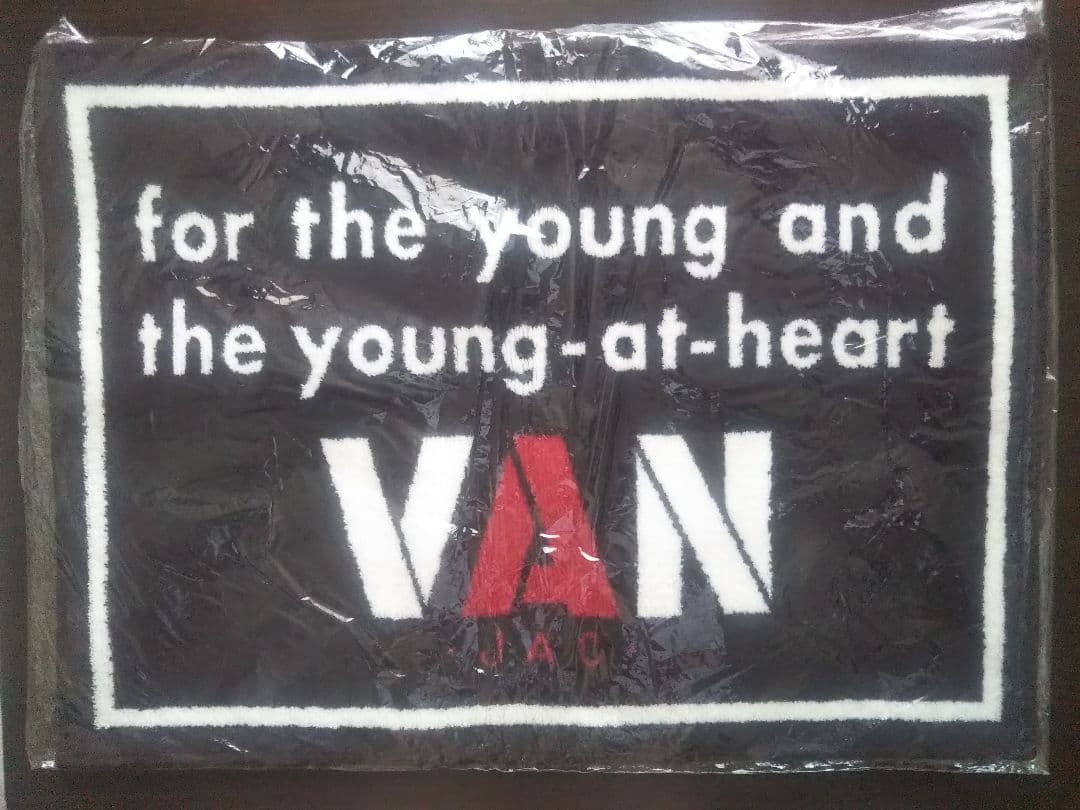 for the young and
the young-at-heart
VAN
JAC